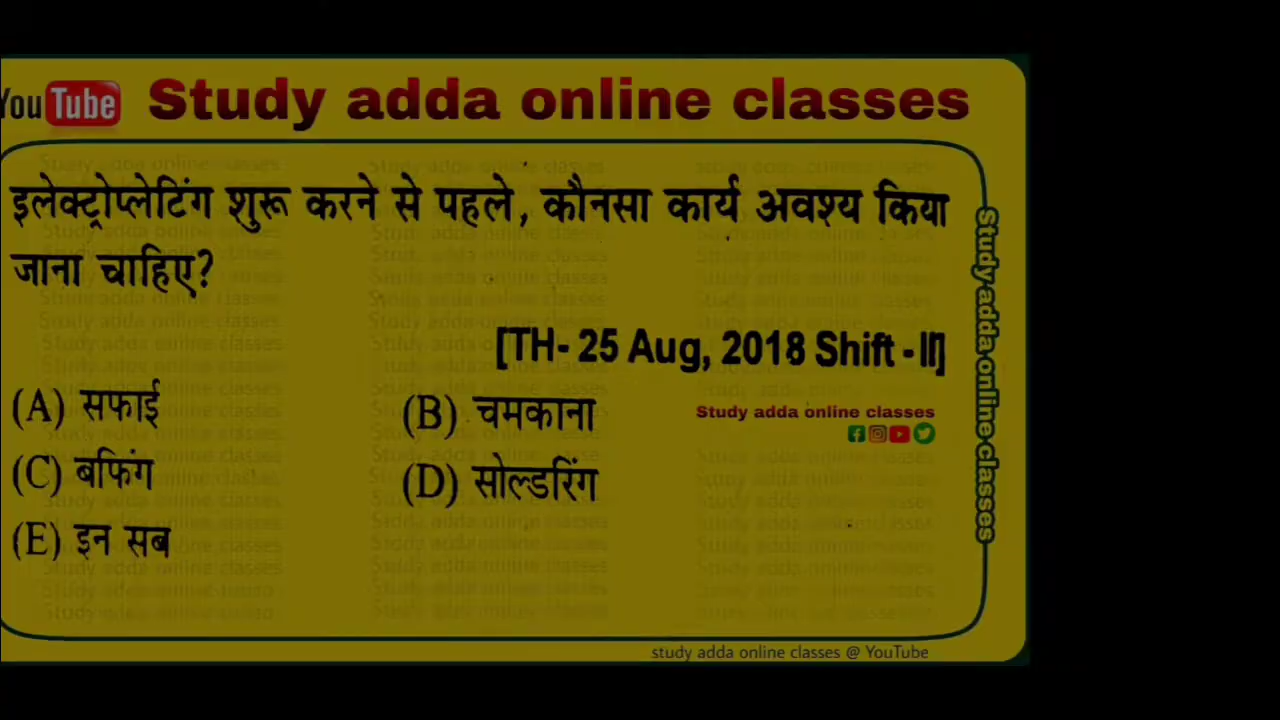 YouTube Study adda online classes
इलेक्ट्रोप्लेटिंग शुरू करने से पहले, कौनसा कार्य अवश्य किया
जाना चाहिए?
[TH- 25 Aug, 2018 Shift - II]
(A) सफाई (B) चमकाना
Study adda online classes
(C) बफिंग (D) सोल्डरिंग
(E) इन सब
Study adda online classes
study adda online classes @ YouTube